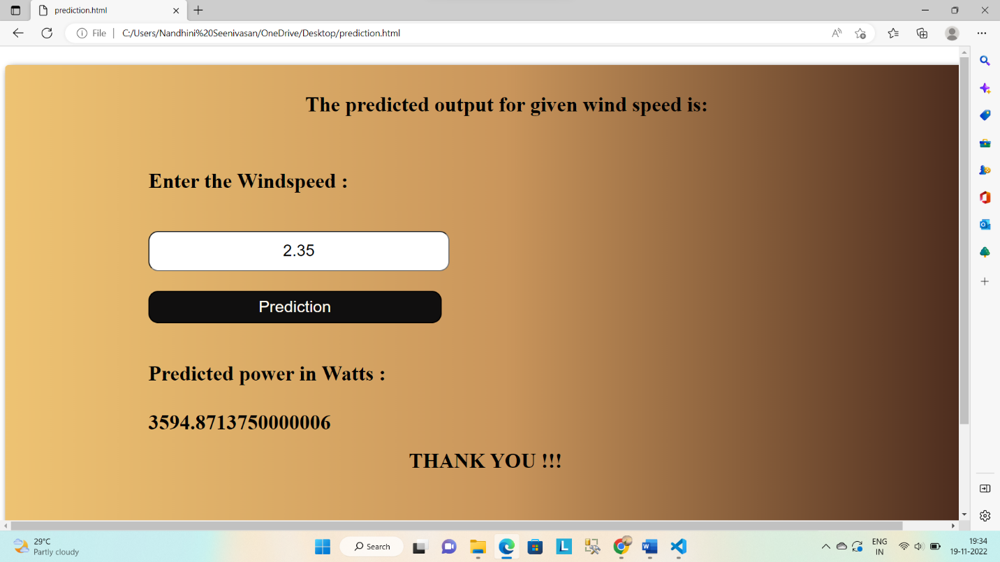 prediction.html
File
C:/Users/Nandhini%20Seenivasan/OneDrive/Desktop/prediction.html
The predicted output for given wind speed is:
Enter the Windspeed :
2.35
Prediction
Predicted power in Watts :
3594.8713750000006
THANK YOU !!!
29°C
Partly cloudy
Search
ENG
IN
19:34
19-11-2022